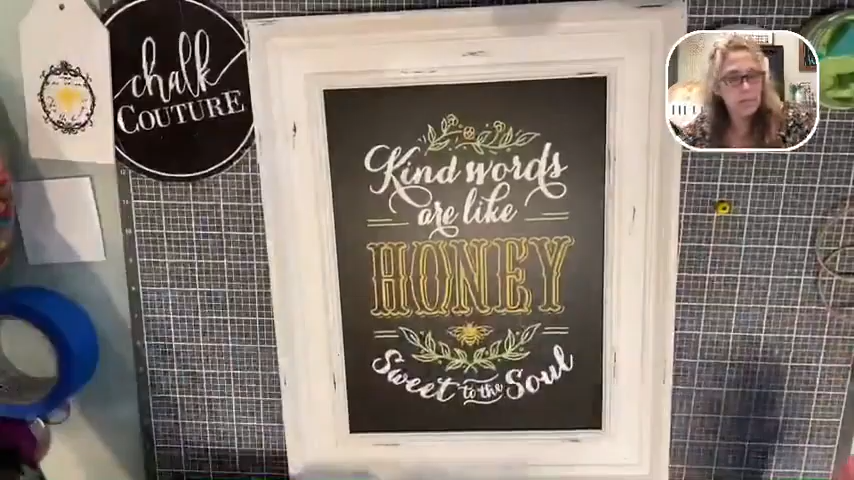 chalk
COUTURE
Kind words
are like
HONEY
Sweet to the Soul